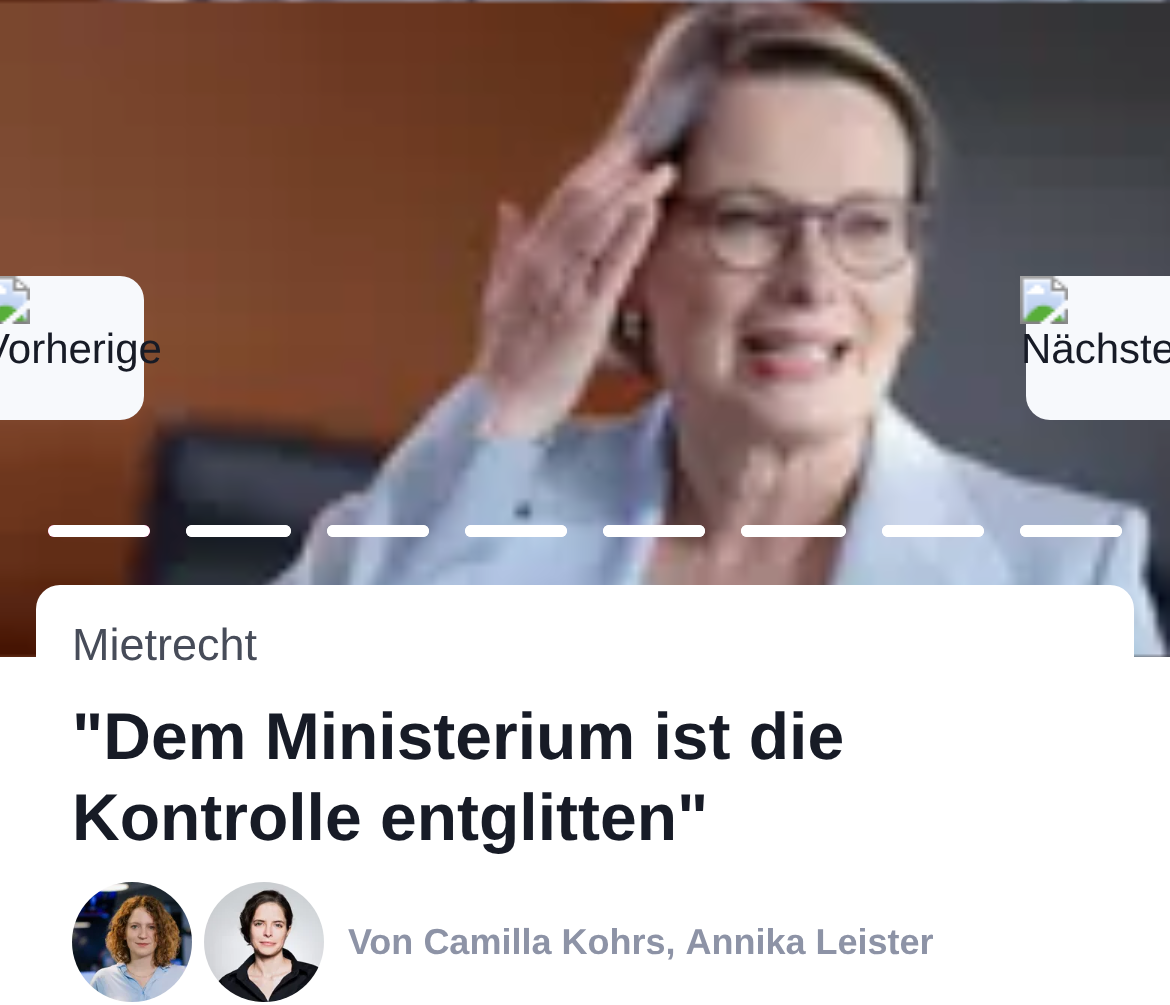 Vorherige
Nächste
Mietrecht
"Dem Ministerium ist die
Kontrolle entglitten"
Von Camilla Kohrs, Annika Leister